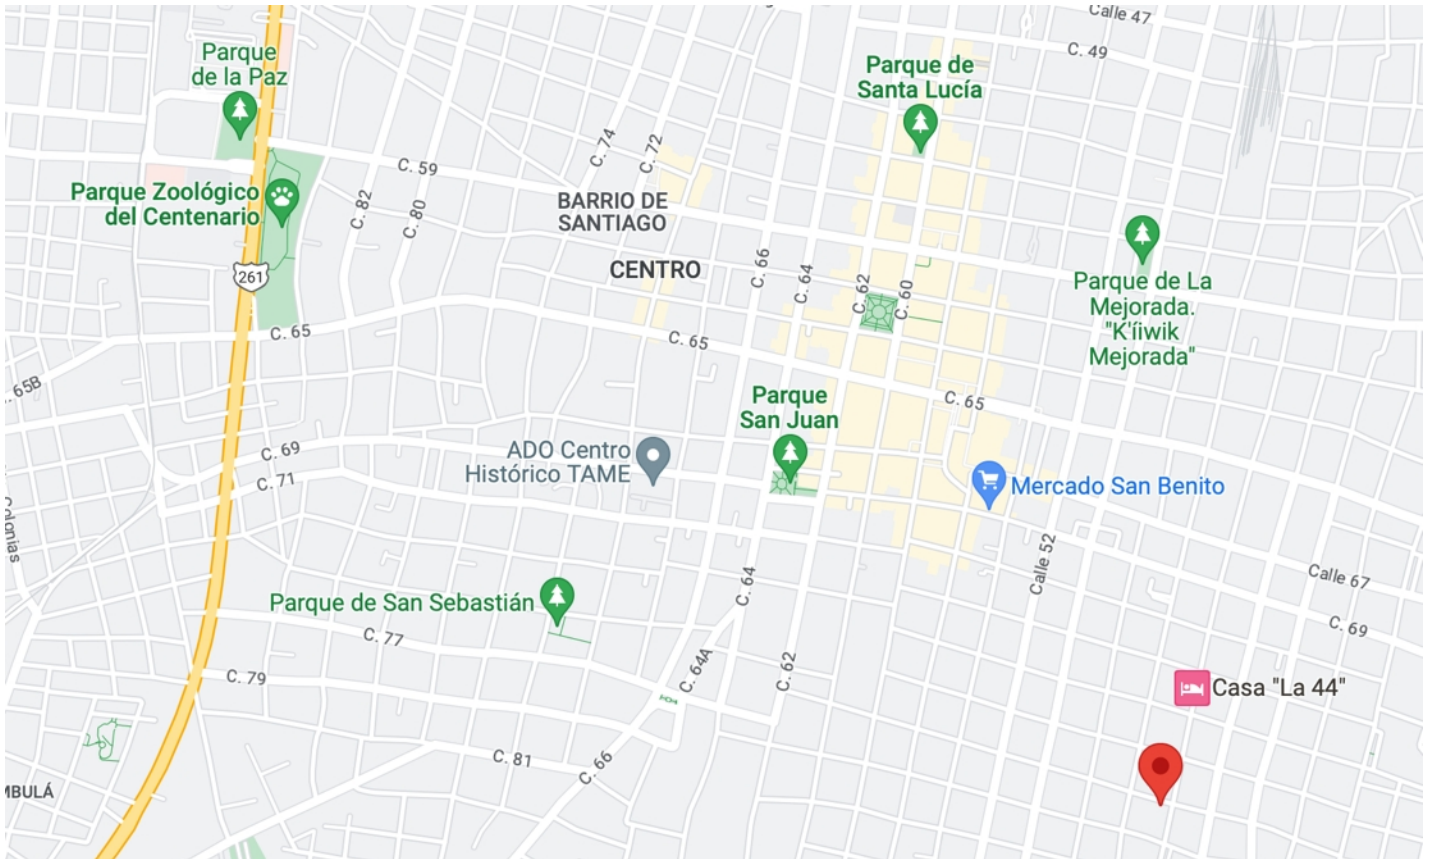 Calle 47
C. 49
Parque
de la Paz
Parque de
Santa Lucía
C. 74
C. 72
C. 59
Parque Zoológico
del Centenario
C. 82
C. 80
BARRIO DE
SANTIAGO
CENTRO
261
C. 66
C. 64
C. 62
C. 60
Parque de La
Mejorada.
"K'íiwik
Mejorada"
C. 65
C. 65
65B
C. 65
Parque
San Juan
ADO Centro
Histórico TAME
C. 69
C. 71
Mercado San Benito
Colonias
Calle 52
Calle 67
C. 64
Parque de San Sebastián
C. 77
C. 69
C. 64A
C. 62
C. 79
Casa "La 44"
C. 81
C. 66
MBULÁ